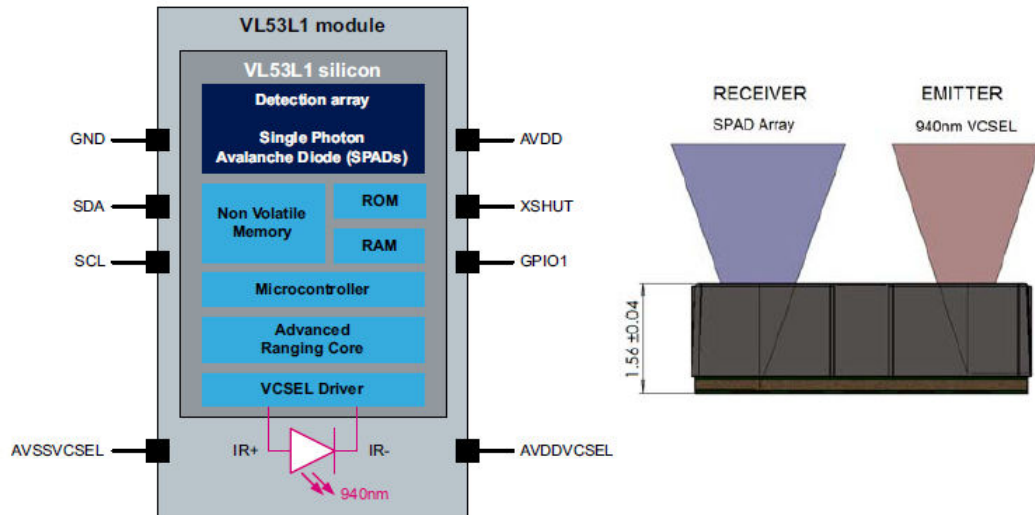 VL53L1 module
VL53L1 silicon
Detection array
Single Photon
Avalanche Diode (SPADs)
GND
AVDD
SDA
XSHUT
Non Volatile
Memory
ROM
RAM
SCL
GPIO1
Microcontroller
Advanced
Ranging Core
VCSEL Driver
AVSSVCSEL
IR+
IR-
AVDDVCSEL
940nm
RECEIVER
SPAD Array
EMITTER
940nm VCSEL
1.56 ±0.04